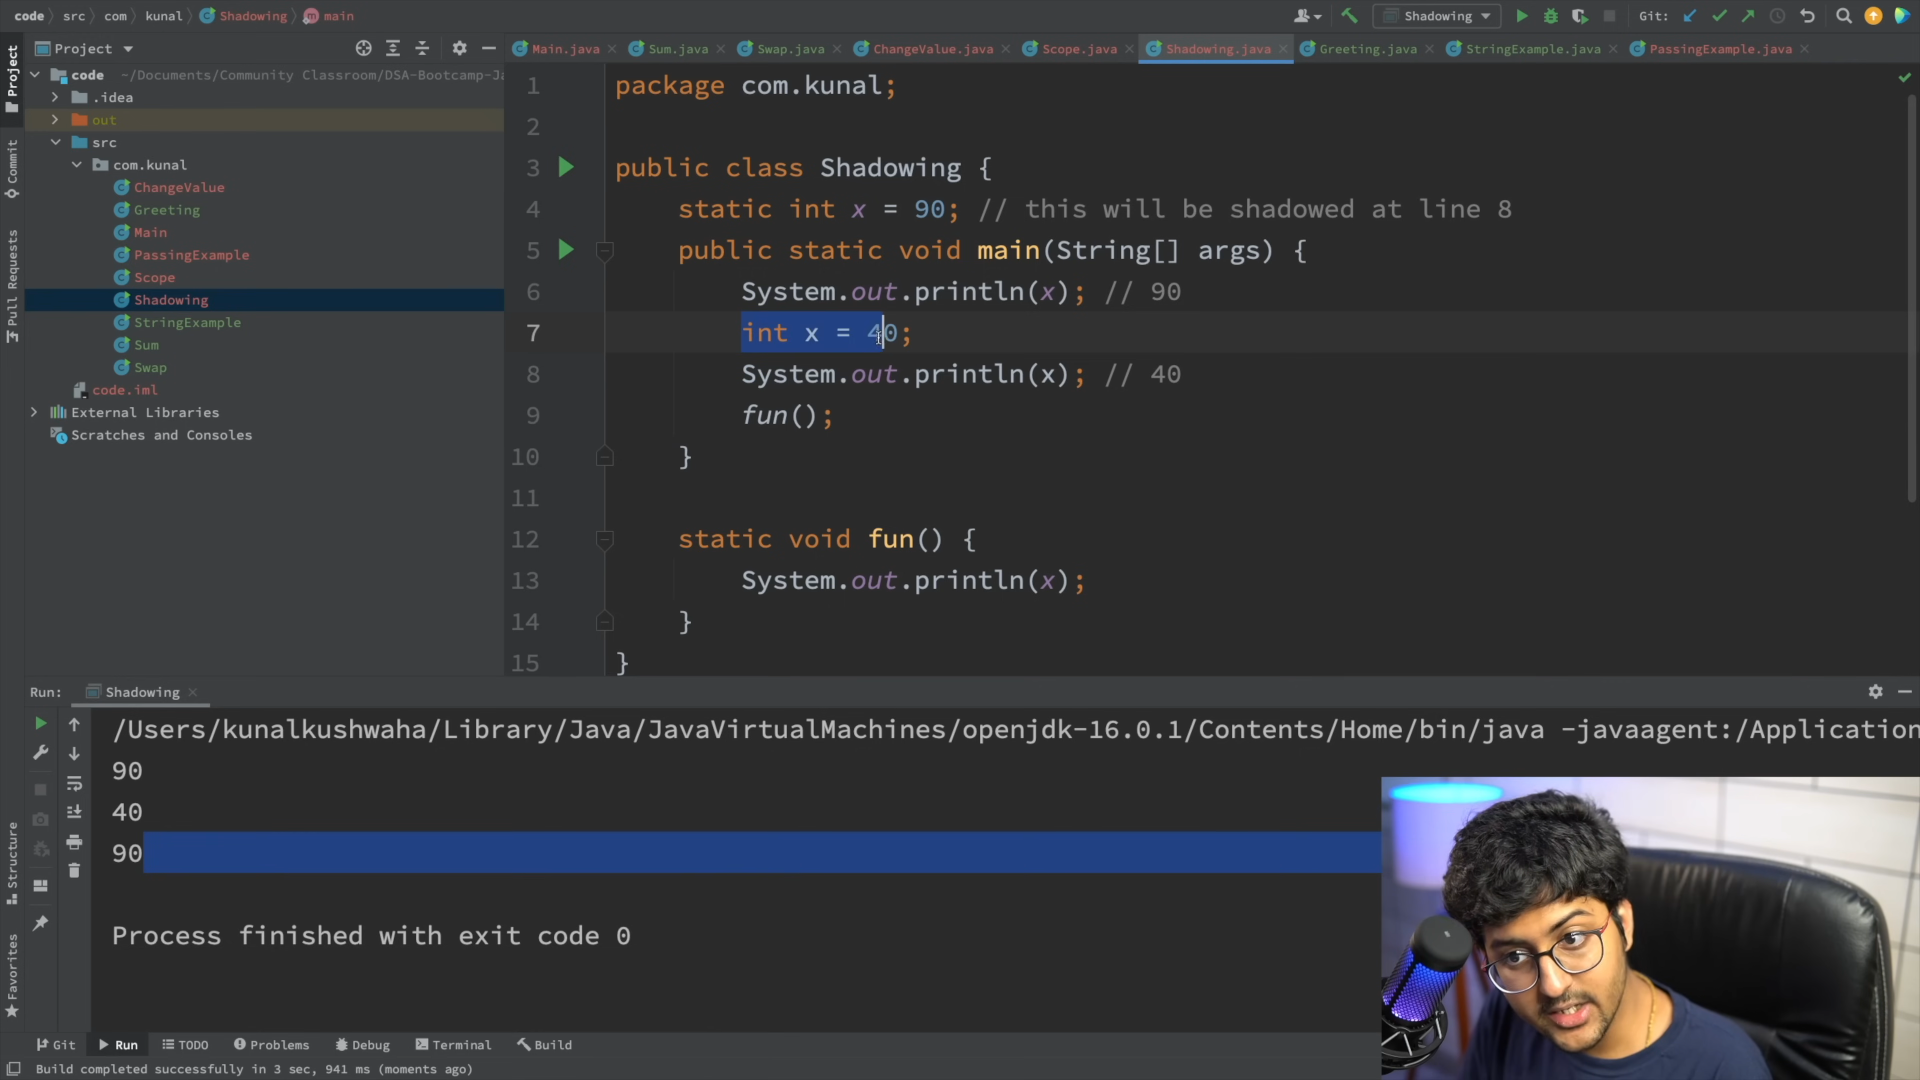 code src com kunal Shadowing main
Shadowing
Git:
Project
Main.java Sum.java Swap.java ChangeValue.java Scope.java Shadowing.java Greeting.java StringExample.java PassingExample.java
Project
Commit
Pull Requests
Structure
Favorites
code ~/Documents/Community Classroom/DSA-Bootcamp-Ja
.idea
out
src
com.kunal
ChangeValue
Greeting
Main
PassingExample
Scope
Shadowing
StringExample
Sum
Swap
code.iml
External Libraries
Scratches and Consoles
1 package com.kunal;
2
3 public class Shadowing {
4 static int x = 90; // this will be shadowed at line 8
5 public static void main(String[] args) {
6 System.out.println(x); // 90
7 int x = 40;
8 System.out.println(x); // 40
9 fun();
10 }
11
12 static void fun() {
13 System.out.println(x);
14 }
15 }
Run: Shadowing
/Users/kunalkushwaha/Library/Java/JavaVirtualMachines/openjdk-16.0.1/Contents/Home/bin/java -javaagent:/Application
90
40
90
Process finished with exit code 0
Git Run TODO Problems Debug Terminal Build
Build completed successfully in 3 sec, 941 ms (moments ago)